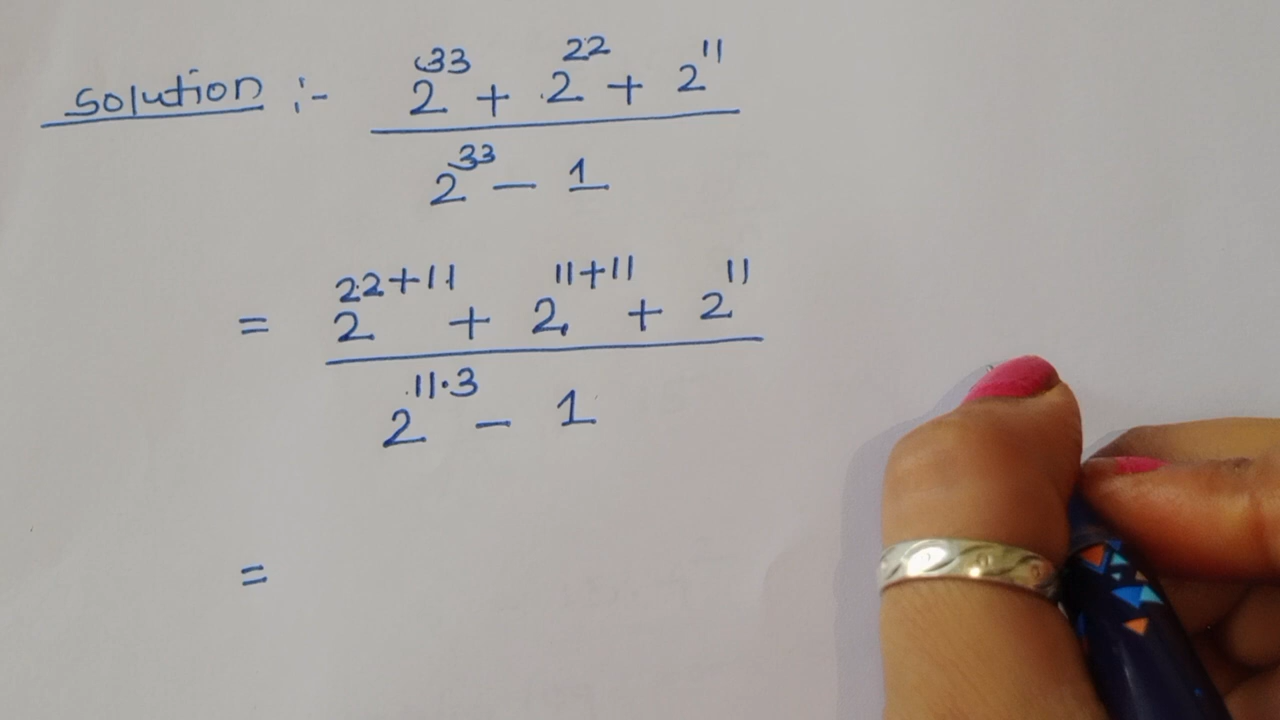 Solution :- (2^33 + 2^22 + 2^11) / (2^33 - 1)
= (2^(22+11) + 2^(11+11) + 2^11) / (2^(11·3) - 1)
=